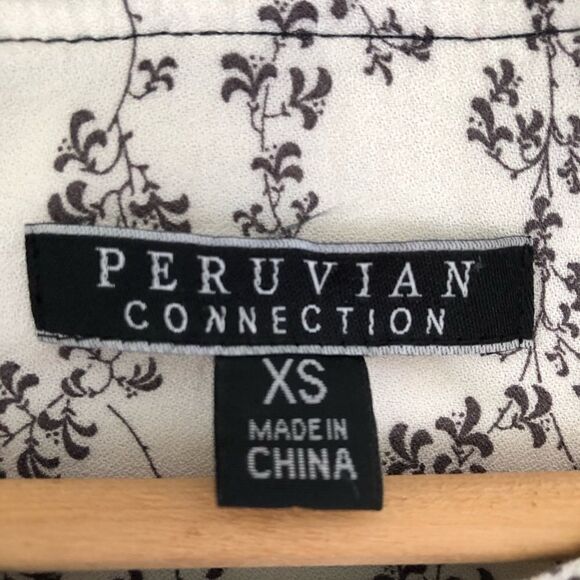 PERUVIAN
CONNECTION
XS
MADE IN
CHINA